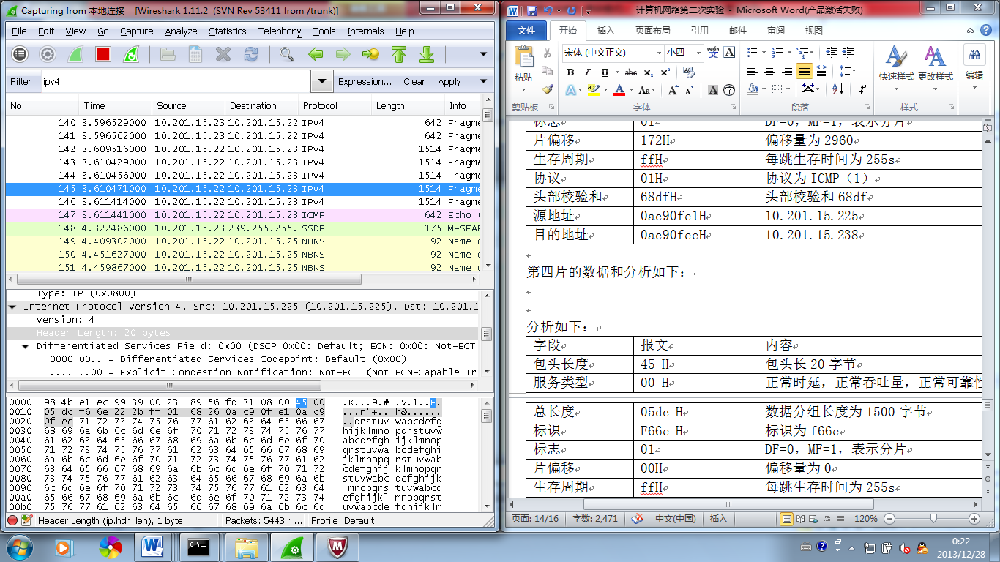 Capturing from 本地连接 [Wireshark 1.11.2 (SVN Rev 53411 from /trunk)]
File Edit View Go Capture Analyze Statistics Telephony Tools Internals Help
Filter: ipv4 Expression... Clear Apply
No. Time Source Destination Protocol Length Info
140 3.596529000 10.201.15.23 10.201.15.22 IPv4 642 Fragme
141 3.596562000 10.201.15.23 10.201.15.22 IPv4 642 Fragme
142 3.609516000 10.201.15.23 10.201.15.22 IPv4 1514 Fragme
143 3.610429000 10.201.15.23 10.201.15.22 IPv4 1514 Fragme
144 3.610456000 10.201.15.22 10.201.15.23 IPv4 1514 Fragme
145 3.610471000 10.201.15.22 10.201.15.23 IPv4 1514 Fragme
146 3.611414000 10.201.15.22 10.201.15.23 IPv4 1514 Fragme
147 3.611441000 10.201.15.22 10.201.15.23 ICMP 642 Echo
148 4.322486000 10.201.15.22 239.255.255. SSDP 175 M-SEAR
149 4.409302000 10.201.15.22 10.201.15.25 NBNS 92 Name
150 4.451627000 10.201.15.22 10.201.15.25 NBNS 92 Name
151 4.459867000 10.201.15.22 10.201.15.25 NBNS 92 Name
Type: IP (0x0800)
Internet Protocol Version 4, Src: 10.201.15.225 (10.201.15.225), Dst: 10.201.1
Version: 4
Header Length: 20 bytes
Differentiated Services Field: 0x00 (DSCP 0x00: Default; ECN: 0x00: Not-ECT
0000 00.. = Differentiated Services Codepoint: Default (0x00)
.... ..00 = Explicit Congestion Notification: Not-ECT (Not ECN-Capable Tr
0000 98 4b e1 ec 99 39 00 23 89 56 fd 31 08 00 45 00 .K...9.# .V.1..E.
0010 05 dc f6 6e 22 2b ff 01 68 26 0a c9 0f e1 0a c9 ...n"+.. h&......
0020 0f ee 71 72 73 74 75 76 77 61 62 63 64 65 66 67 ..qrstuv wabcdefg
0030 68 69 6a 6b 6c 6d 6e 6f 70 71 72 73 74 75 76 77 hijklmno pqrstuvw
0040 61 62 63 64 65 66 67 68 69 6a 6b 6c 6d 6e 6f 70 abcdefgh ijklmnop
0050 71 72 73 74 75 76 77 61 62 63 64 65 66 67 68 69 qrstuvwa bcdefghi
0060 6a 6b 6c 6d 6e 6f 70 71 72 73 74 75 76 77 61 62 jklmnopq rstuvwab
0070 63 64 65 66 67 68 69 6a 6b 6c 6d 6e 6f 70 71 72 cdefghij klmnopqr
0080 73 74 75 76 77 61 62 63 64 65 66 67 68 69 6a 6b stuvwabc defghijk
0090 6c 6d 6e 6f 70 71 72 73 74 75 76 77 61 62 63 64 lmnopqrs tuvwabcd
00a0 65 66 67 68 69 6a 6b 6c 6d 6e 6f 70 71 72 73 74 efghijkl mnopqrst
00b0 75 76 77 61 62 63 64 65 66 67 68 69 6a 6b 6c 6d uvwabcde fghijklm
Header Length (ip.hdr_len), 1 byte Packets: 5443 · ... Profile: Default
计算机网络第二次实验 - Microsoft Word(产品激活失败)
文件 开始 插入 页面布局 引用 邮件 审阅 视图
粘贴 宋体 (中文正文) 小四 快速样式 更改样式 编辑
剪贴板 字体 段落 样式
标志 01 DF=0, MF=1, 表示分片
片偏移 172H 偏移量为2960
生存周期 ffH 每跳生存时间为255s
协议 01H 协议为ICMP（1）
头部校验和 68dfH 头部校验和68df
源地址 0ac90fe1H 10.201.15.225
目的地址 0ac90feeH 10.201.15.238
第四片的数据和分析如下：
分析如下：
字段 报文 内容
包头长度 45 H 包头长20字节
服务类型 00 H 正常时延，正常吞吐量，正常可靠性
总长度 05dc H 数据分组长度为1500字节
标识 F66e H 标识为f66e
标志 01 DF=0, MF=1, 表示分片
片偏移 00H 偏移量为0
生存周期 ffH 每跳生存时间为255s
页面: 14/16 字数: 2,471 中文(中国) 插入 120%
0:22
2013/12/28